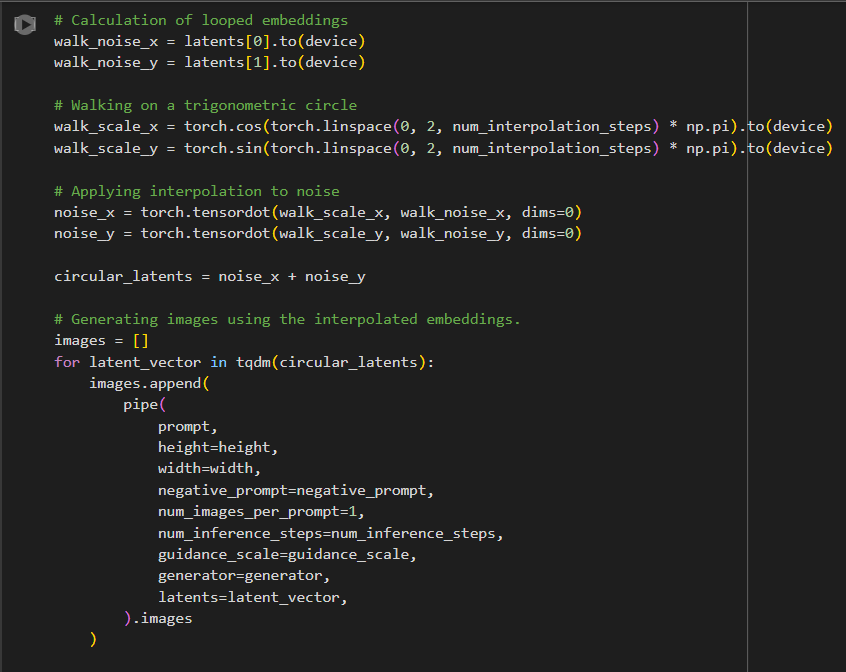 # Calculation of looped embeddings
walk_noise_x = latents[0].to(device)
walk_noise_y = latents[1].to(device)

# Walking on a trigonometric circle
walk_scale_x = torch.cos(torch.linspace(0, 2, num_interpolation_steps) * np.pi).to(device)
walk_scale_y = torch.sin(torch.linspace(0, 2, num_interpolation_steps) * np.pi).to(device)

# Applying interpolation to noise
noise_x = torch.tensordot(walk_scale_x, walk_noise_x, dims=0)
noise_y = torch.tensordot(walk_scale_y, walk_noise_y, dims=0)

circular_latents = noise_x + noise_y

# Generating images using the interpolated embeddings.
images = []
for latent_vector in tqdm(circular_latents):
    images.append(
        pipe(
            prompt,
            height=height,
            width=width,
            negative_prompt=negative_prompt,
            num_images_per_prompt=1,
            num_inference_steps=num_inference_steps,
            guidance_scale=guidance_scale,
            generator=generator,
            latents=latent_vector,
        ).images
    )